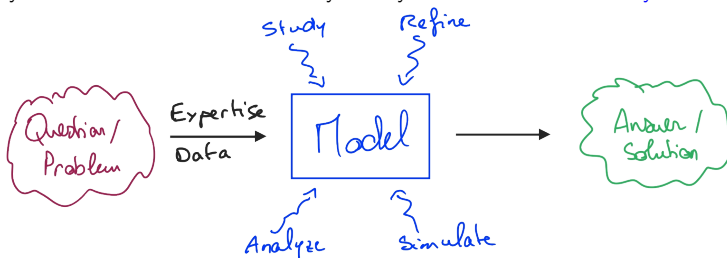 Study
Refine
Question/
Problem
Expertise
Data
Model
Answer/
Solution
Analyze
Simulate